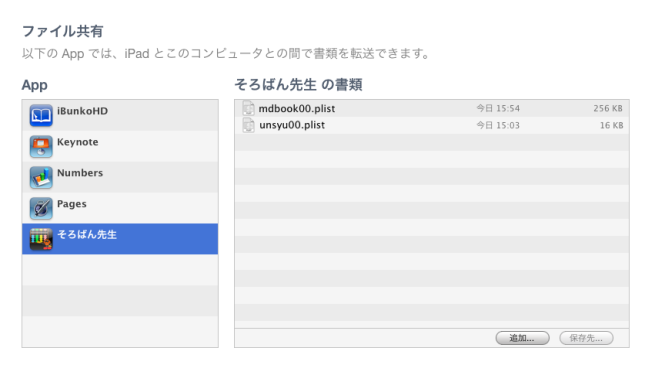 ファイル共有
以下の App では、iPad とこのコンピュータとの間で書類を転送できます。
App
iBunkoHD
Keynote
Numbers
Pages
そろばん先生
そろばん先生 の書類
mdbook00.plist 今日 15:54 256 KB
unsyu00.plist 今日 15:03 16 KB
追加... 保存先...